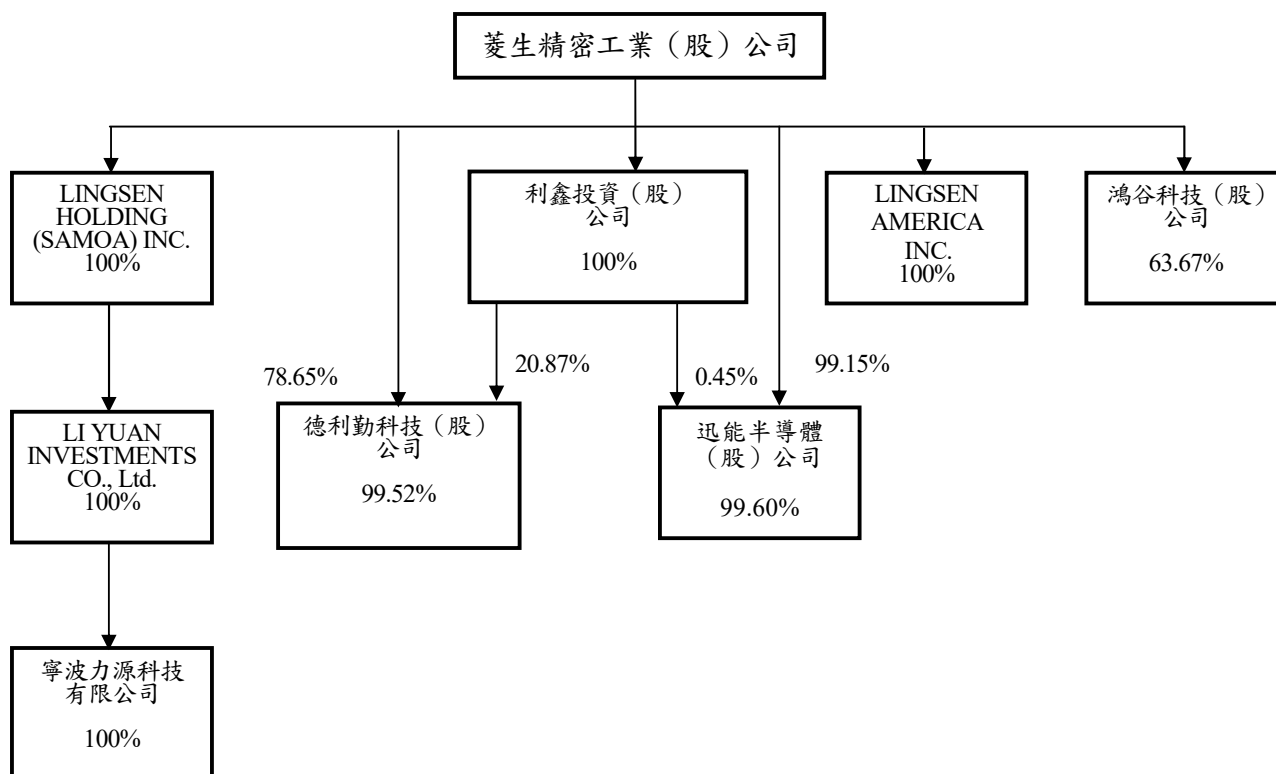 菱生精密工業（股）公司
LINGSEN
HOLDING
(SAMOA) INC.
100%
利鑫投資（股）
公司
100%
LINGSEN
AMERICA
INC.
100%
鴻谷科技（股）
公司
63.67%
78.65%
20.87%
0.45%
99.15%
LI YUAN
INVESTMENTS
CO., Ltd.
100%
德利勤科技（股）
公司
99.52%
迅能半導體
（股）公司
99.60%
寧波力源科技
有限公司
100%